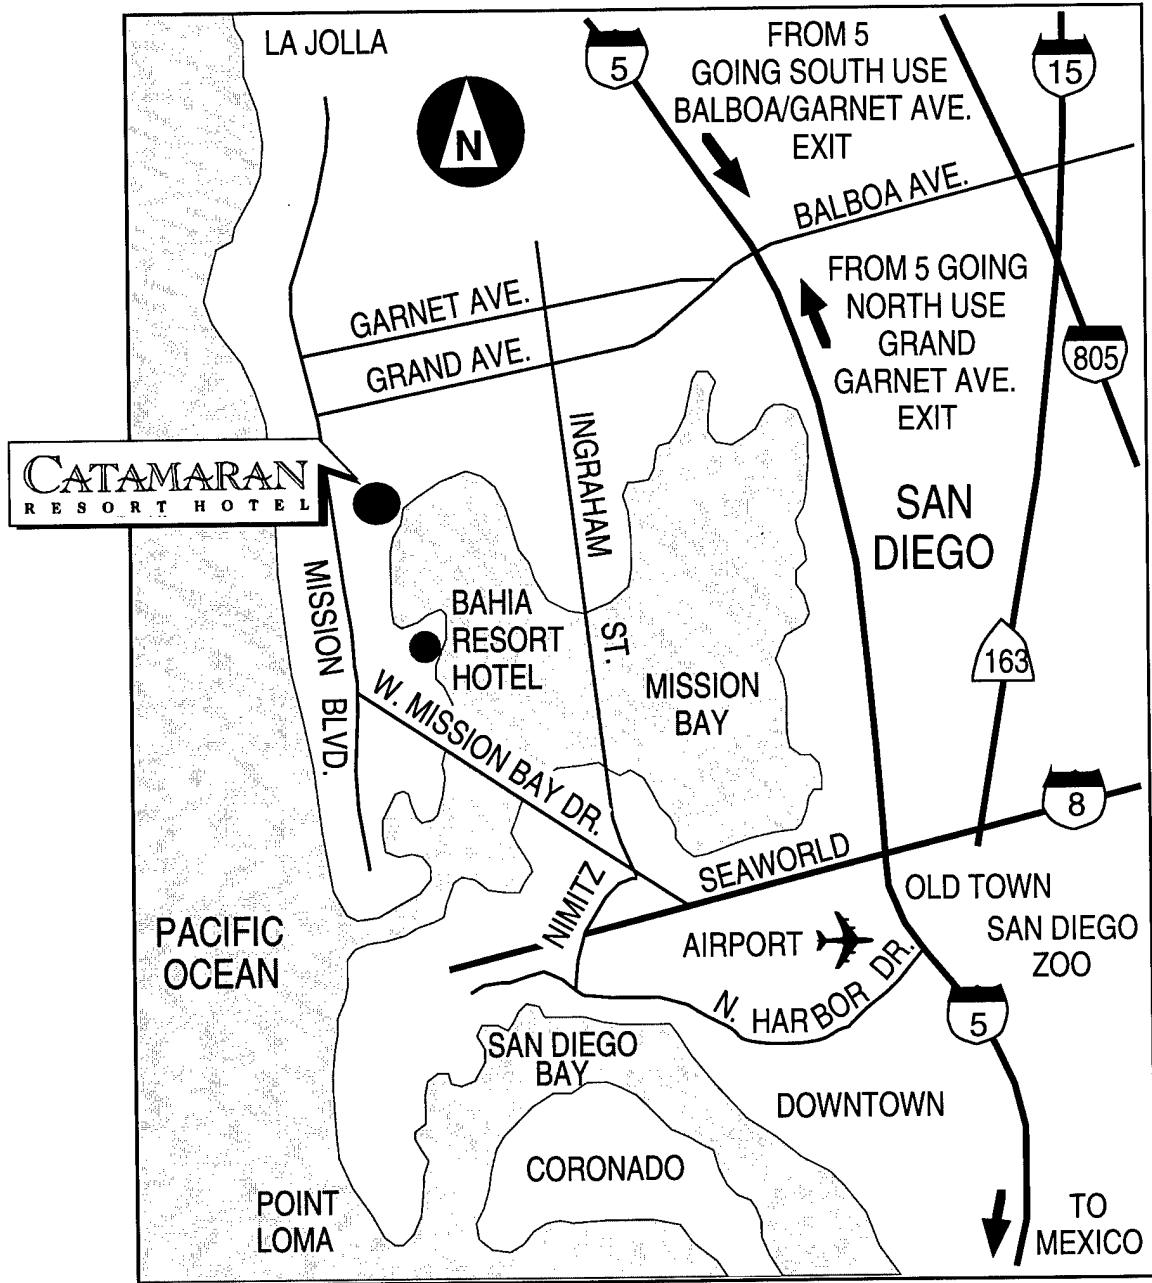 LA JOLLA
N
5
FROM 5
GOING SOUTH USE
BALBOA/GARNET AVE.
EXIT
15
BALBOA AVE.
GARNET AVE.
GRAND AVE.
FROM 5 GOING
NORTH USE
GRAND
GARNET AVE.
EXIT
805
CATAMARAN
RESORT HOTEL
INGRAHAM
ST.
SAN
DIEGO
MISSION BLVD.
BAHIA
RESORT
HOTEL
163
MISSION
BAY
W. MISSION BAY DR.
8
SEAWORLD
NIMITZ
OLD TOWN
PACIFIC
OCEAN
AIRPORT
SAN DIEGO
ZOO
N. HARBOR DR.
5
SAN DIEGO
BAY
DOWNTOWN
CORONADO
POINT
LOMA
TO
MEXICO